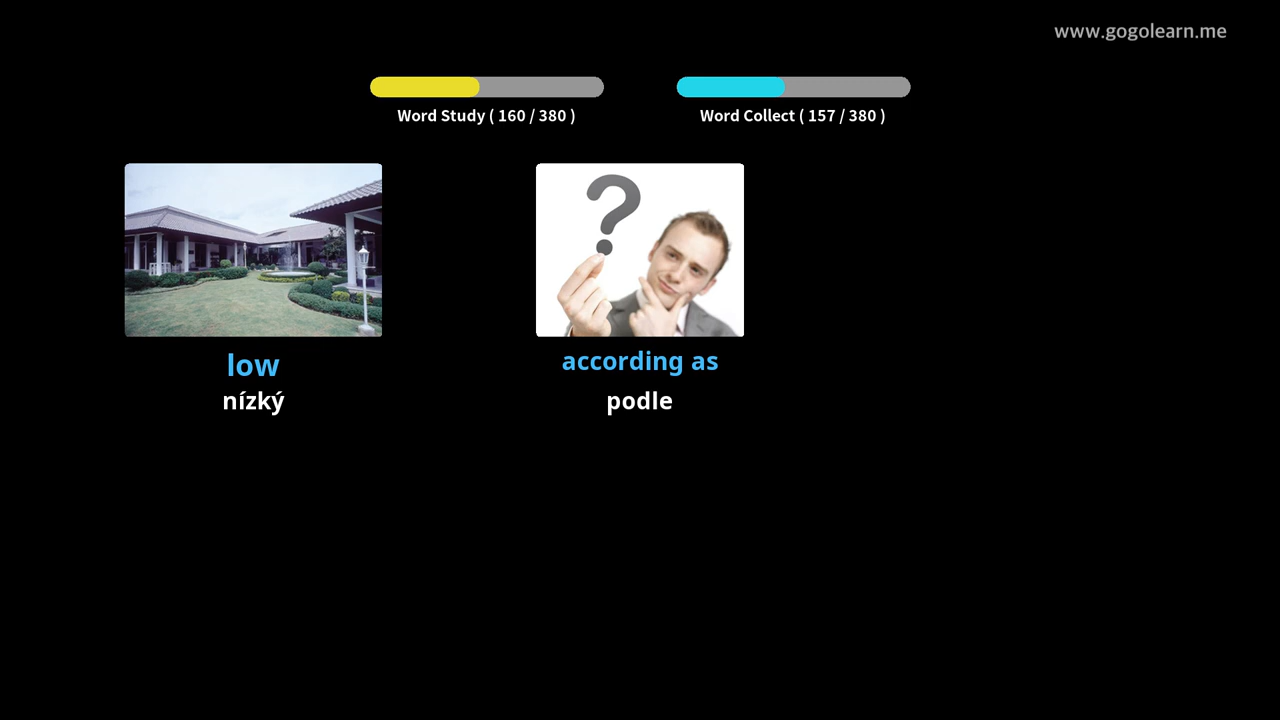 www.gogolearn.me
Word Study ( 160 / 380 )
Word Collect ( 157 / 380 )
low
nízký
according as
podle